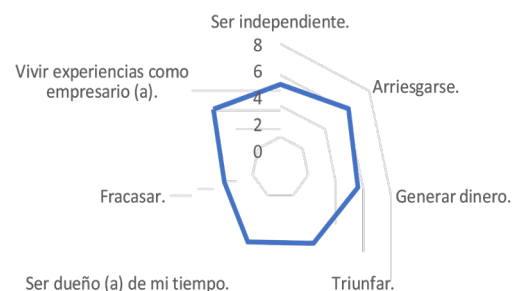 Ser independiente.
8
6
4
2
0
Vivir experiencias como
empresario (a).
Arriesgarse.
Fracasar.
Generar dinero.
Ser dueño (a) de mi tiempo.
Triunfar.